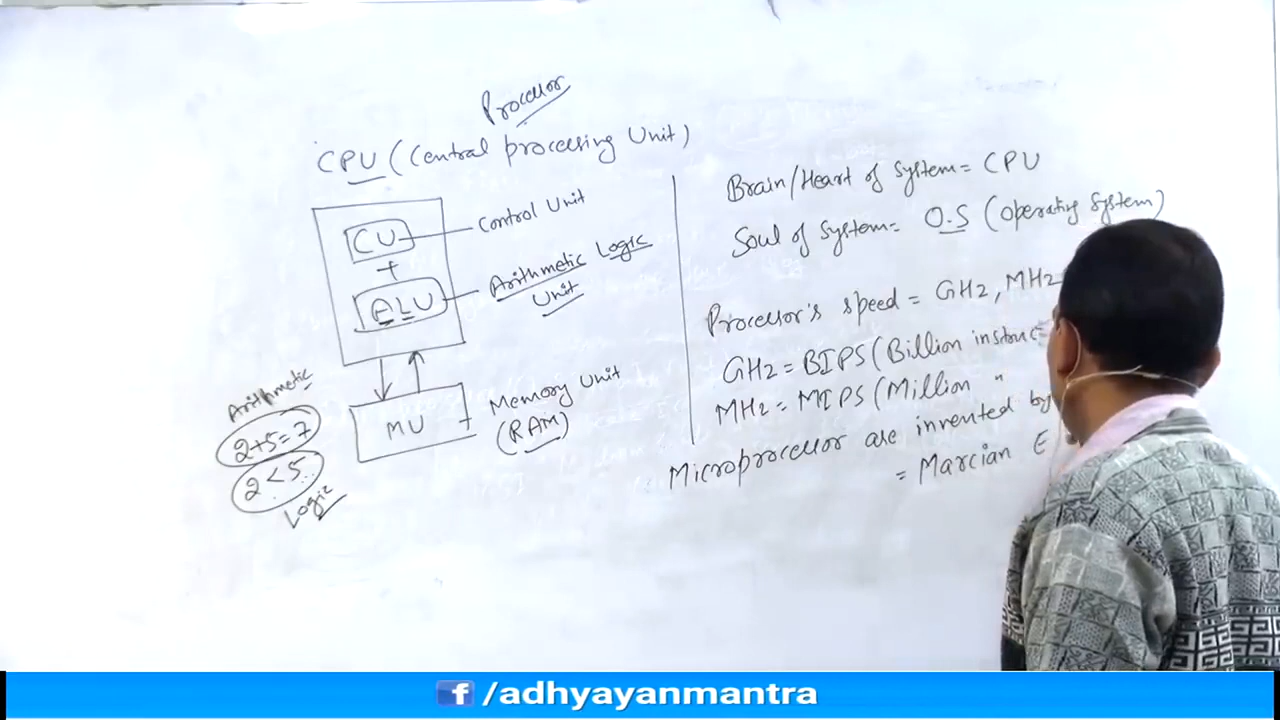 Processor
CPU (Central processing Unit)
CU
Control Unit
+
ALU
Arithmetic Logic
Unit
MU
Memory Unit
(RAM)
Arithmetic
2+5=7
2<5
Logic
Brain/Heart of System = CPU
Soul of System = O.S (Operating System)
Processor's speed = GHz, MHz
GHz = BIPS (Billion instruc
MHz = MIPS (Million "
Microprocessor are invented by
= Marcian E
/adhyayanmantra